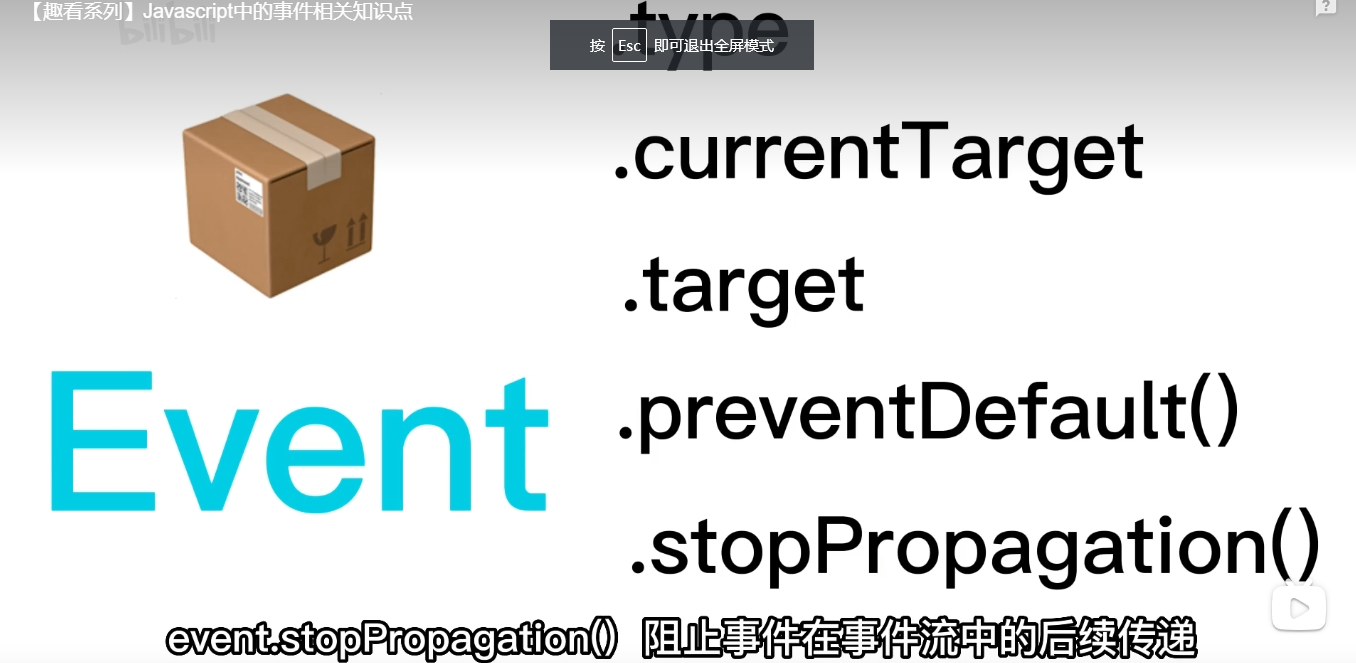 【趣看系列】Javascript中的事件相关知识点
bilibili
.type
按 Esc 即可退出全屏模式
.currentTarget
.target
Event
.preventDefault()
.stopPropagation()
event.stopPropagation() 阻止事件在事件流中的后续传递